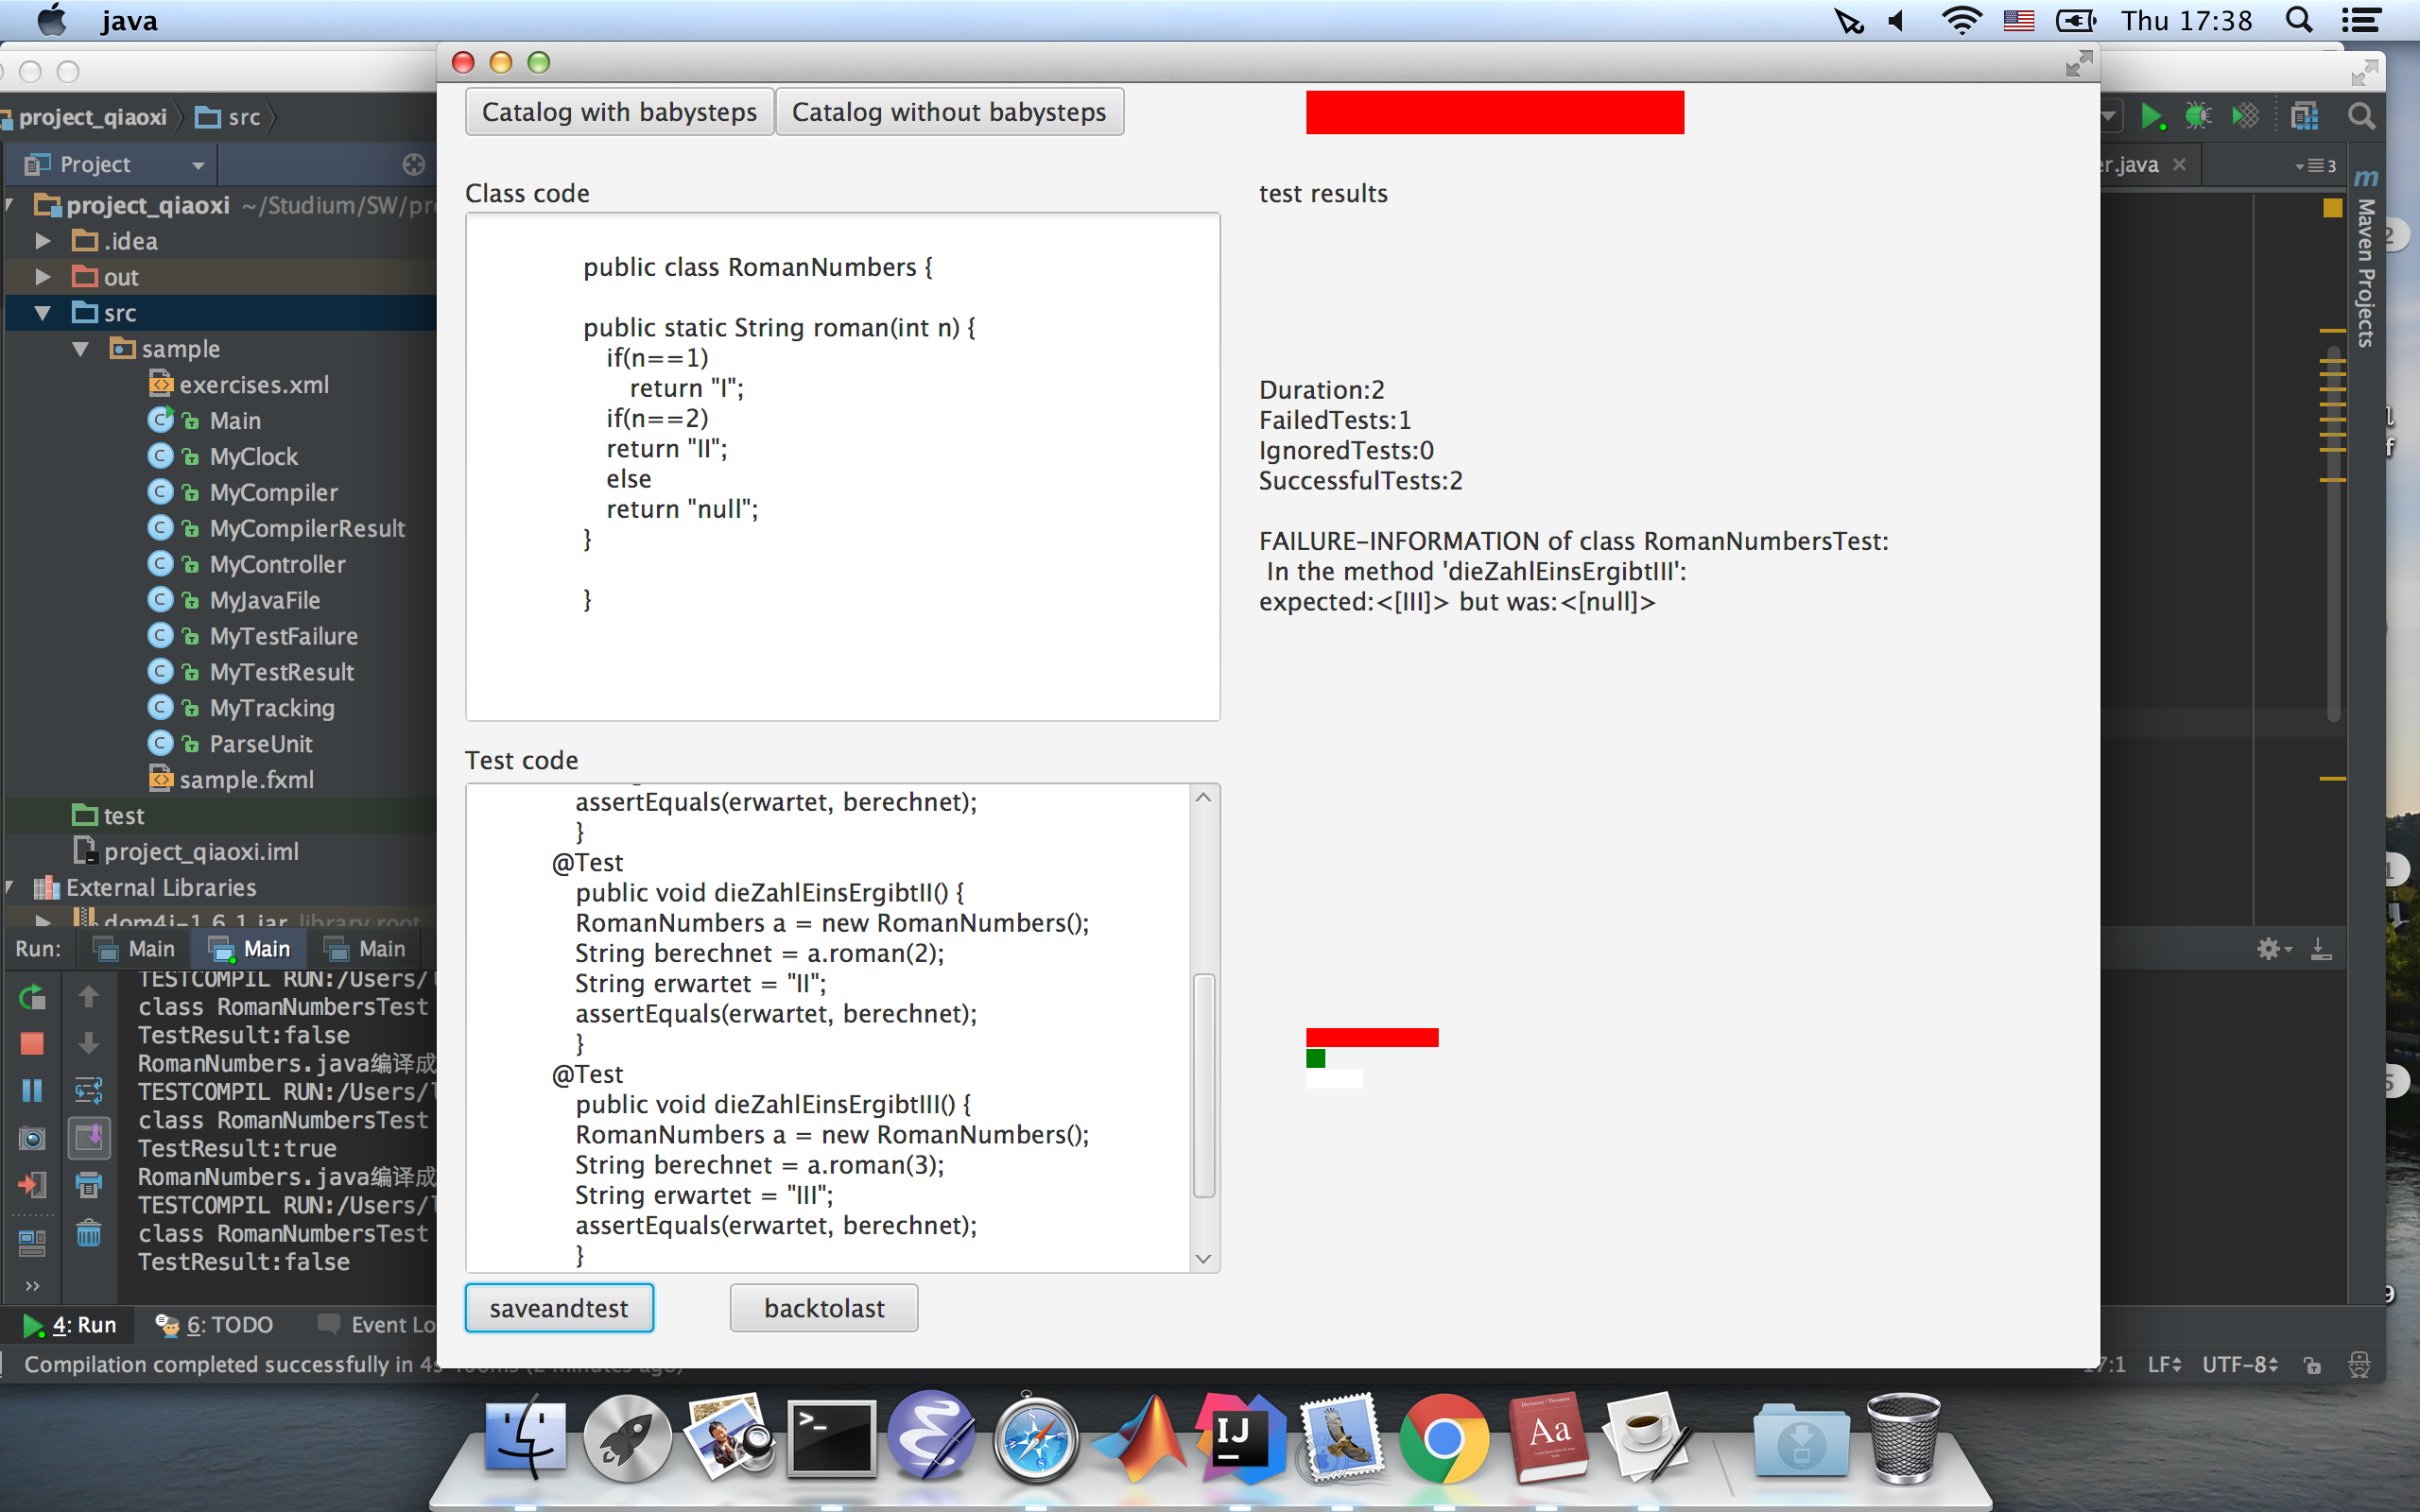 java
Thu 17:38
project_qiaoxi
src
Project
project_qiaoxi ~/Studium/SW/pr
.idea
out
src
sample
exercises.xml
Main
MyClock
MyCompiler
MyCompilerResult
MyController
MyJavaFile
MyTestFailure
MyTestResult
MyTracking
ParseUnit
sample.fxml
test
project_qiaoxi.iml
External Libraries
dom4j-1.6.1.jar library root
Catalog with babysteps
Catalog without babysteps
Class code
public class RomanNumbers {
public static String roman(int n) {
if(n==1)
return "I";
if(n==2)
return "II";
else
return "null";
}
}
Test code
assertEquals(erwartet, berechnet);
}
@Test
public void dieZahlEinsErgibtII() {
RomanNumbers a = new RomanNumbers();
String berechnet = a.roman(2);
String erwartet = "II";
assertEquals(erwartet, berechnet);
}
@Test
public void dieZahlEinsErgibtIII() {
RomanNumbers a = new RomanNumbers();
String berechnet = a.roman(3);
String erwartet = "III";
assertEquals(erwartet, berechnet);
}
saveandtest
backtolast
test results
Duration:2
FailedTests:1
IgnoredTests:0
SuccessfulTests:2
FAILURE-INFORMATION of class RomanNumbersTest:
In the method 'dieZahlEinsErgibtIII':
expected:<[III]> but was:<[null]>
er.java
3
m
Maven Projects
2
1
5
9
Run:
Main
Main
Main
TESTCOMPIL RUN:/Users/
class RomanNumbersTest
TestResult:false
RomanNumbers.java编译成
TESTCOMPIL RUN:/Users/
class RomanNumbersTest
TestResult:true
RomanNumbers.java编译成
TESTCOMPIL RUN:/Users/
class RomanNumbersTest
TestResult:false
4: Run
6: TODO
Event Lo
Compilation completed successfully in 4s
17:1
LF
UTF-8
IJ
Aa